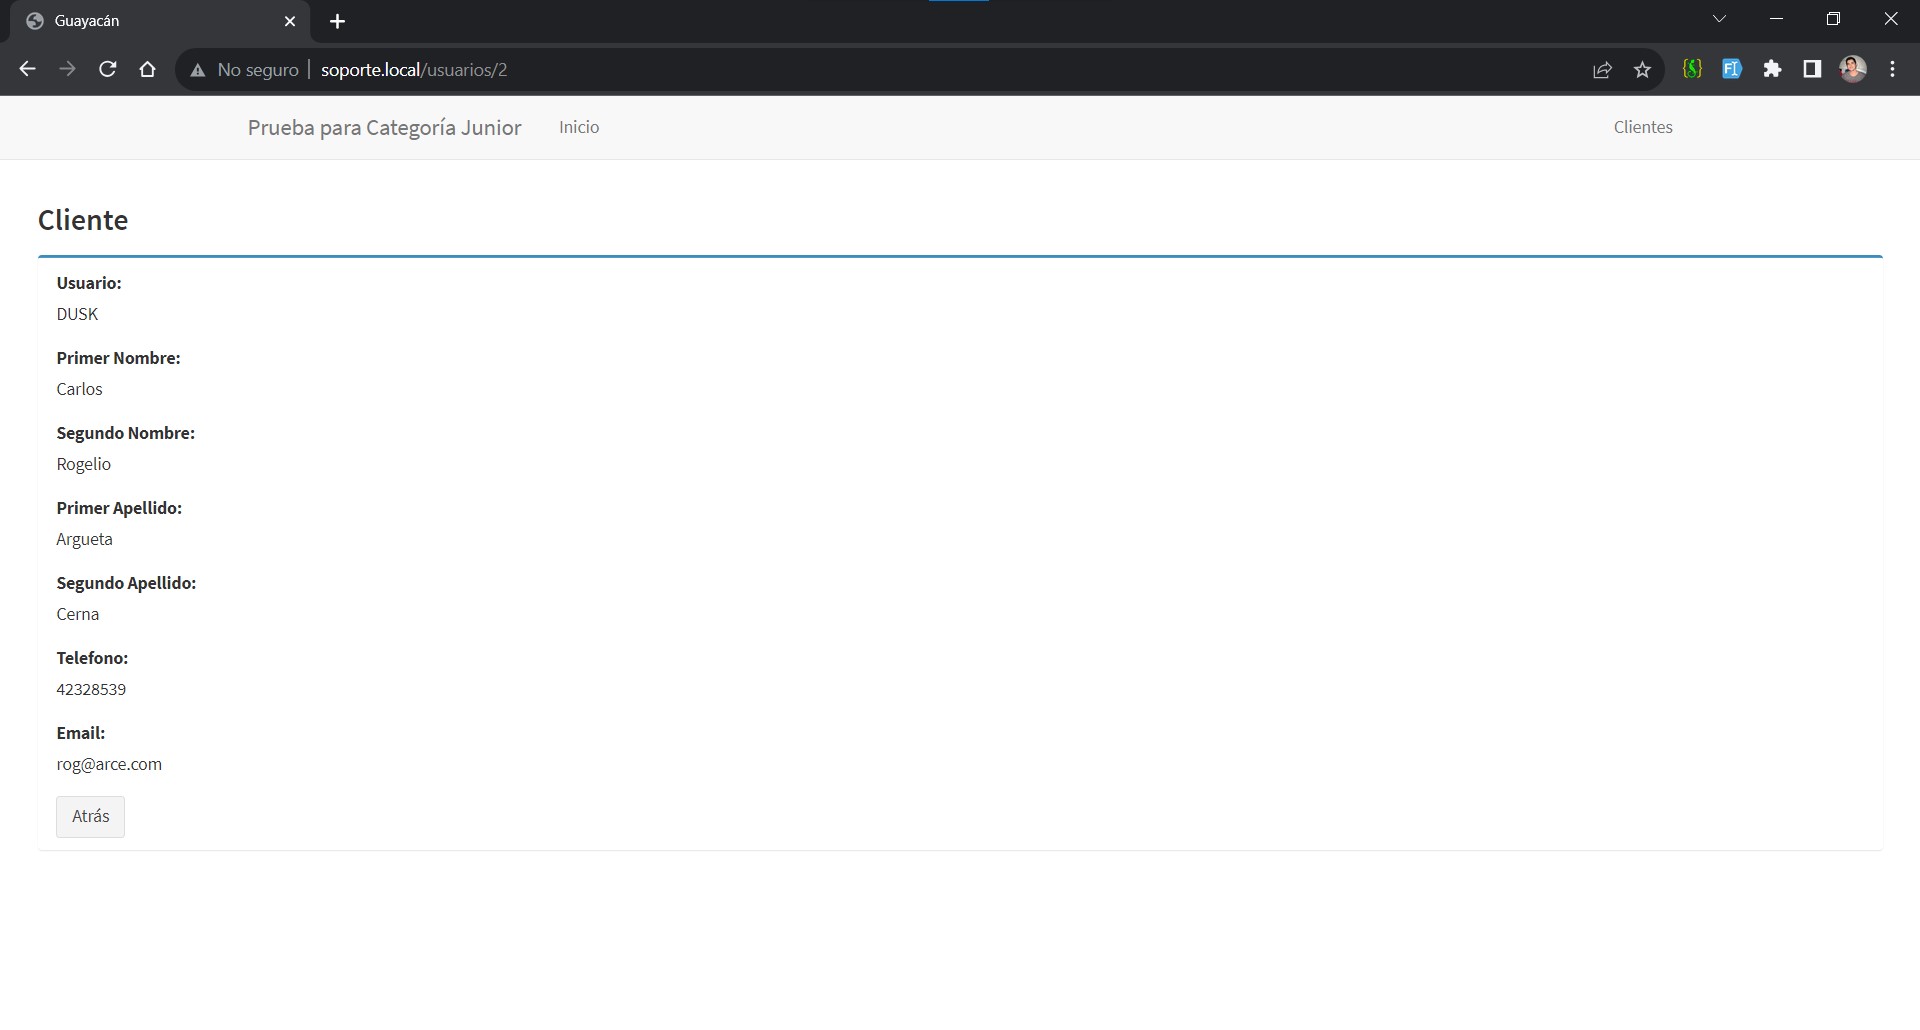 Guayacán
No seguro | soporte.local/usuarios/2
Prueba para Categoría Junior Inicio Clientes
Cliente
Usuario:
DUSK
Primer Nombre:
Carlos
Segundo Nombre:
Rogelio
Primer Apellido:
Argueta
Segundo Apellido:
Cerna
Telefono:
42328539
Email:
rog@arce.com
Atrás